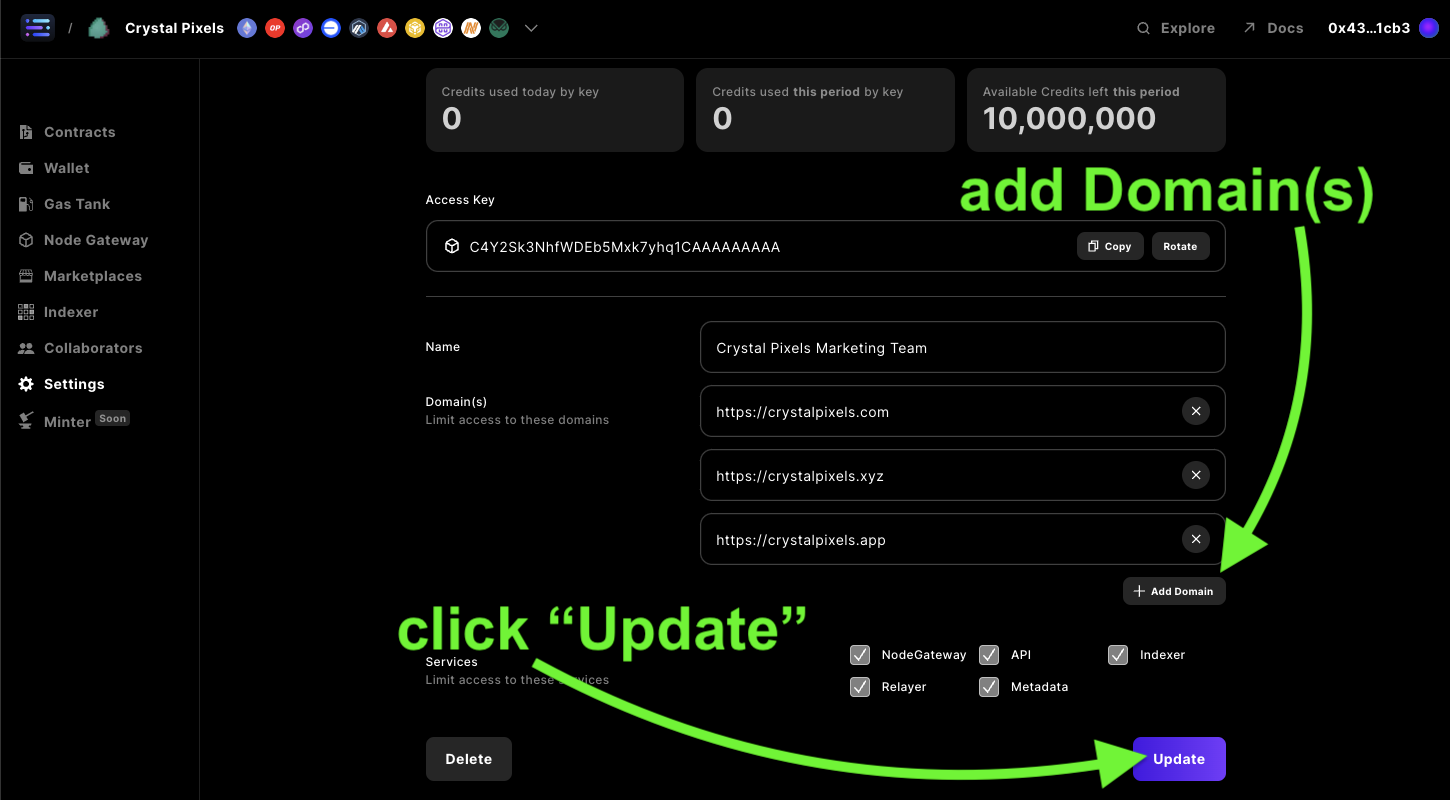 / Crystal Pixels OP Explore Docs 0x43...1cb3
Credits used today by key
0
Credits used this period by key
0
Available Credits left this period
10,000,000
Contracts
Wallet
Gas Tank
Node Gateway
Marketplaces
Indexer
Collaborators
Settings
Minter Soon
add Domain(s)
Access Key
C4Y2Sk3NhfWDEb5Mxk7yhq1CAAAAAAAAA
Copy
Rotate
Name
Crystal Pixels Marketing Team
Domain(s)
Limit access to these domains
https://crystalpixels.com
https://crystalpixels.xyz
https://crystalpixels.app
+ Add Domain
click “Update”
Services
Limit access to these services
NodeGateway API Indexer
Relayer Metadata
Delete
Update